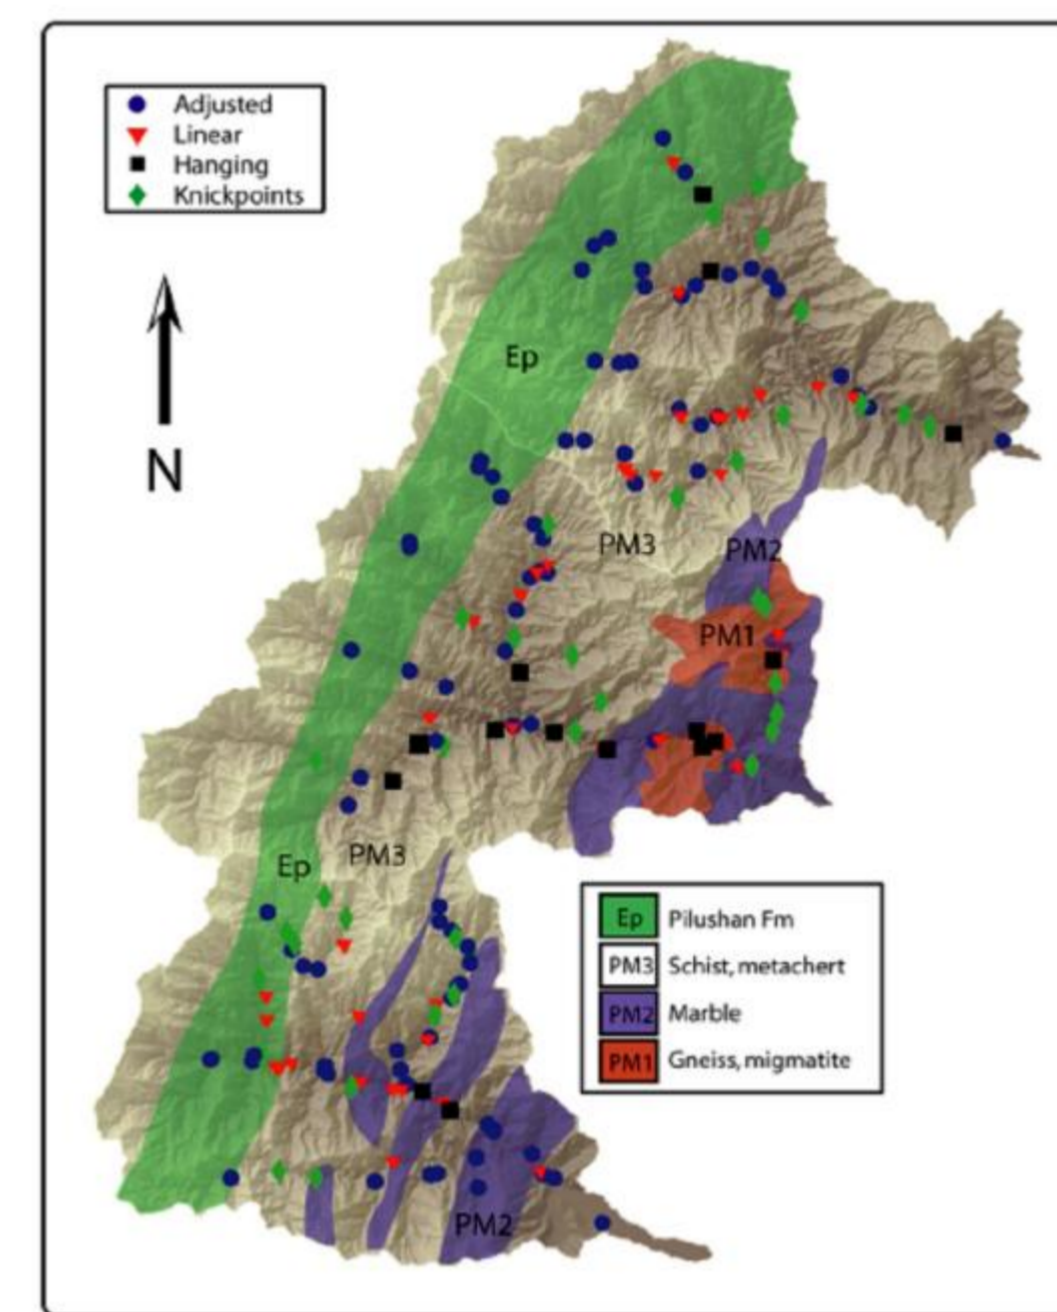 Adjusted
Linear
Hanging
Knickpoints
N
Ep
PM3
PM2
PM1
Ep
PM3
Ep Pilushan Fm
PM3 Schist, metachert
PM2 Marble
PM1 Gneiss, migmatite
PM2